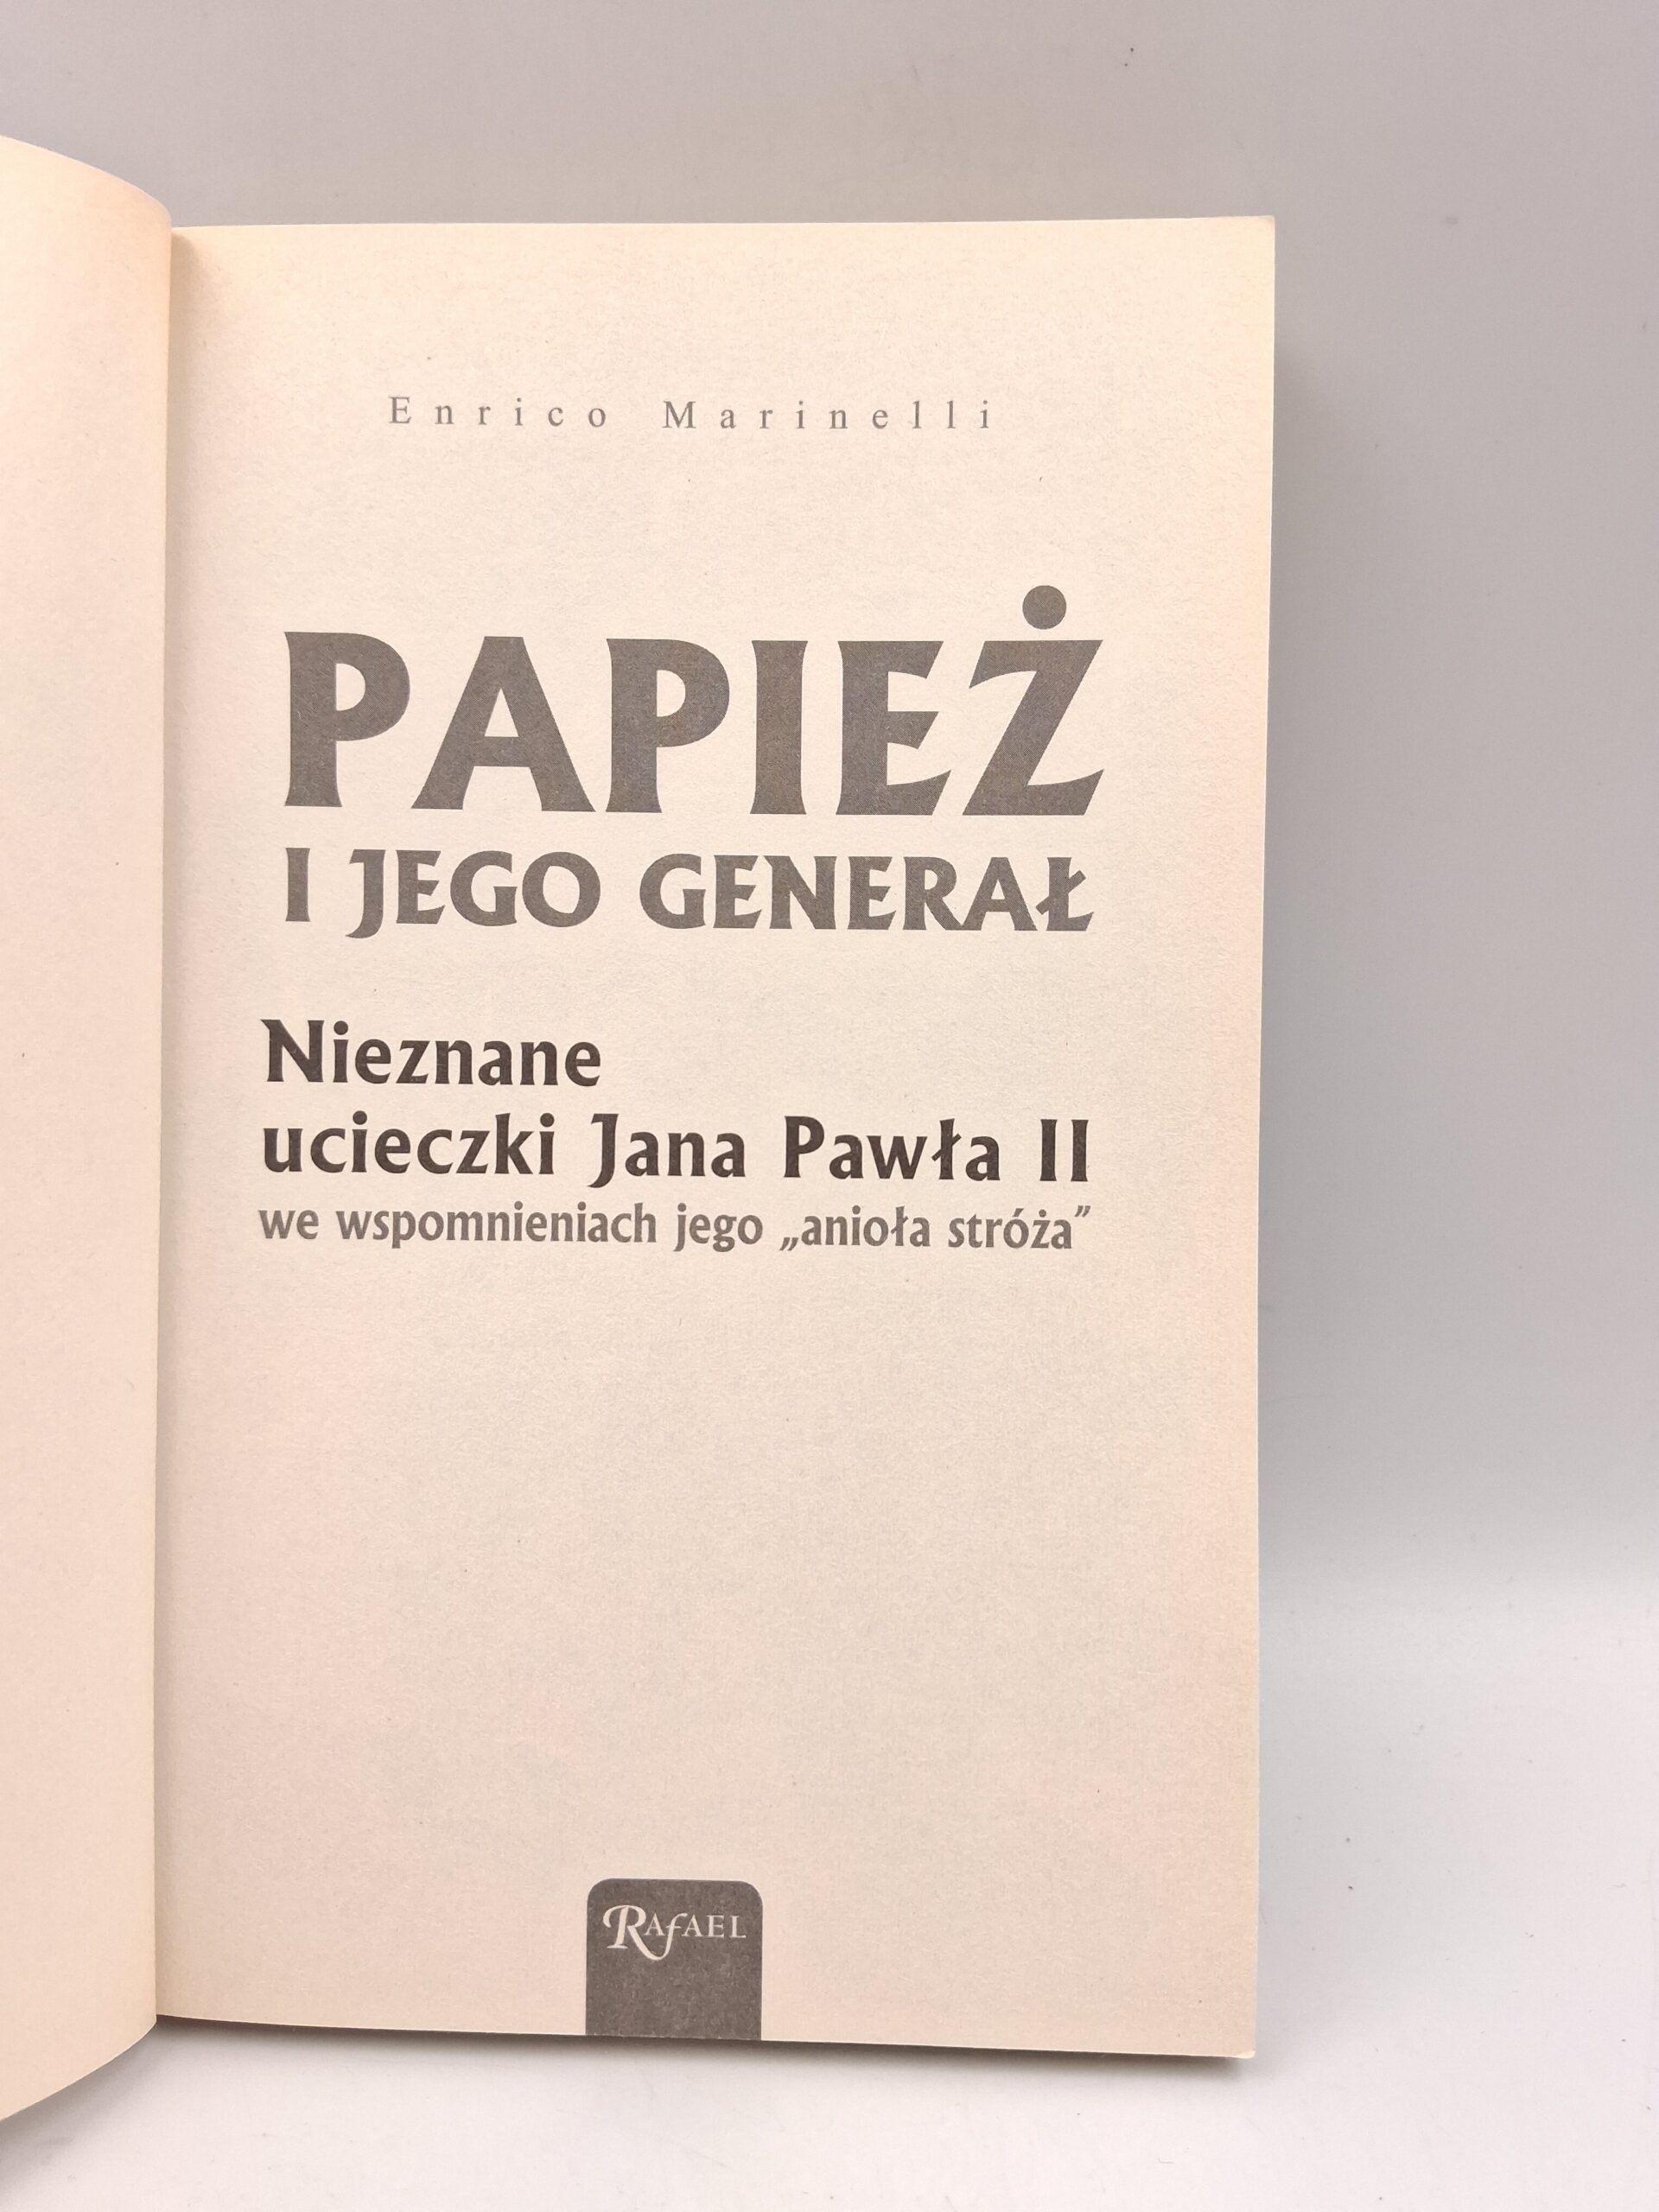 Enrico Marinelli
PAPIEŻ
I JEGO GENERAŁ
Nieznane
ucieczki Jana Pawła II
we wspomnieniach jego „anioła stróża”
RAfAEL